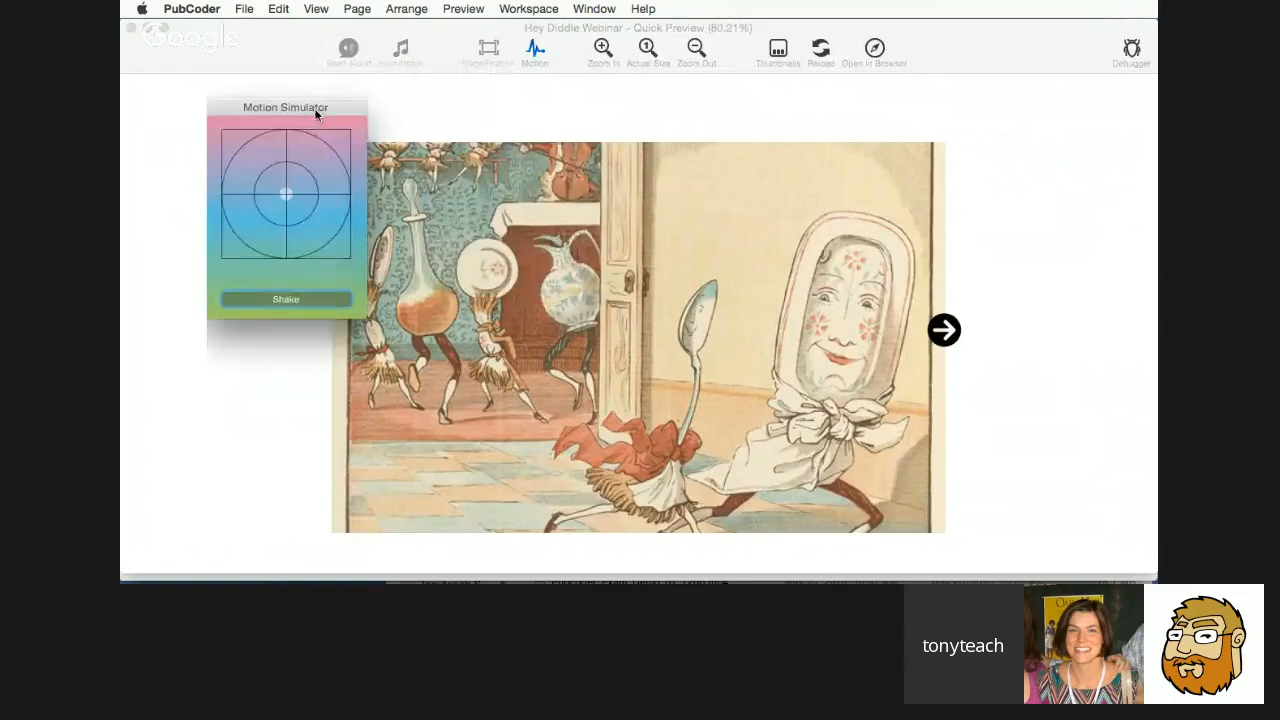 PubCoder File Edit View Page Arrange Preview Workspace Window Help
Google
Hey Diddle Webinar - Quick Preview (80,21%)
Motion Zoom In Actual Size Zoom Out Thumbnails Reload Open In Browser Debugger
Motion Simulator
Shake
tonyteach